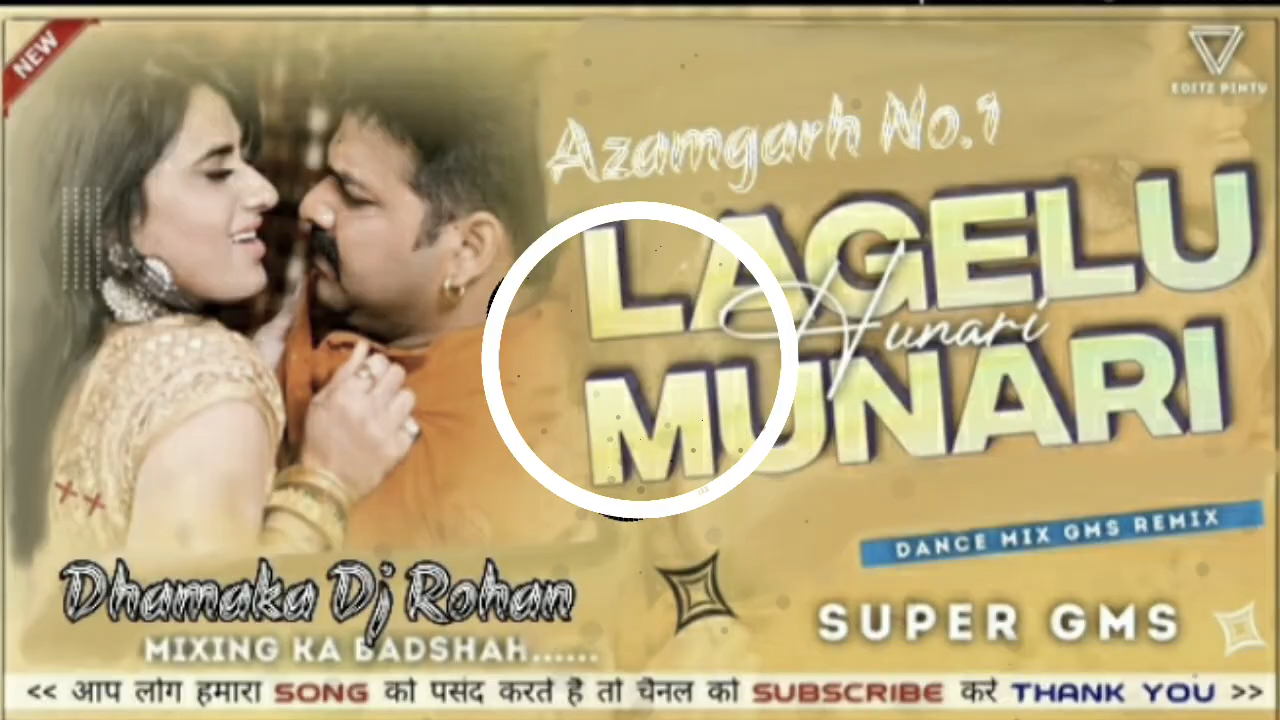 NEW
EDITZ PINTU
Azamgarh No.1
LAGELU
Hunari
MUNARI
DANCE MIX GMS REMIX
Dhamaka Dj Rohan
SUPER GMS
MIXING KA BADSHAH......
<< आप लोग हमारा SONG को पसंद करते है तो चैनल को SUBSCRIBE करे THANK YOU >>